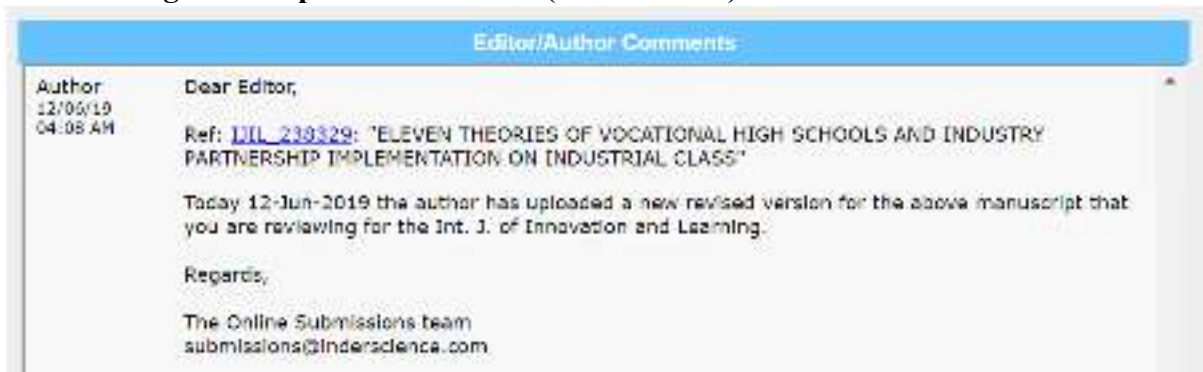 Editor/Author Comments
Author
12/06/19
04:08 AM
Dear Editor,
Ref: IJIL_238329: "ELEVEN THEORIES OF VOCATIONAL HIGH SCHOOLS AND INDUSTRY
PARTNERSHIP IMPLEMENTATION ON INDUSTRIAL CLASS"
Today 12-Jun-2019 the author has uploaded a new revised version for the above manuscript that
you are reviewing for the Int. J. of Innovation and Learning.
Regards,
The Online Submissions team
submissions@inderscience.com